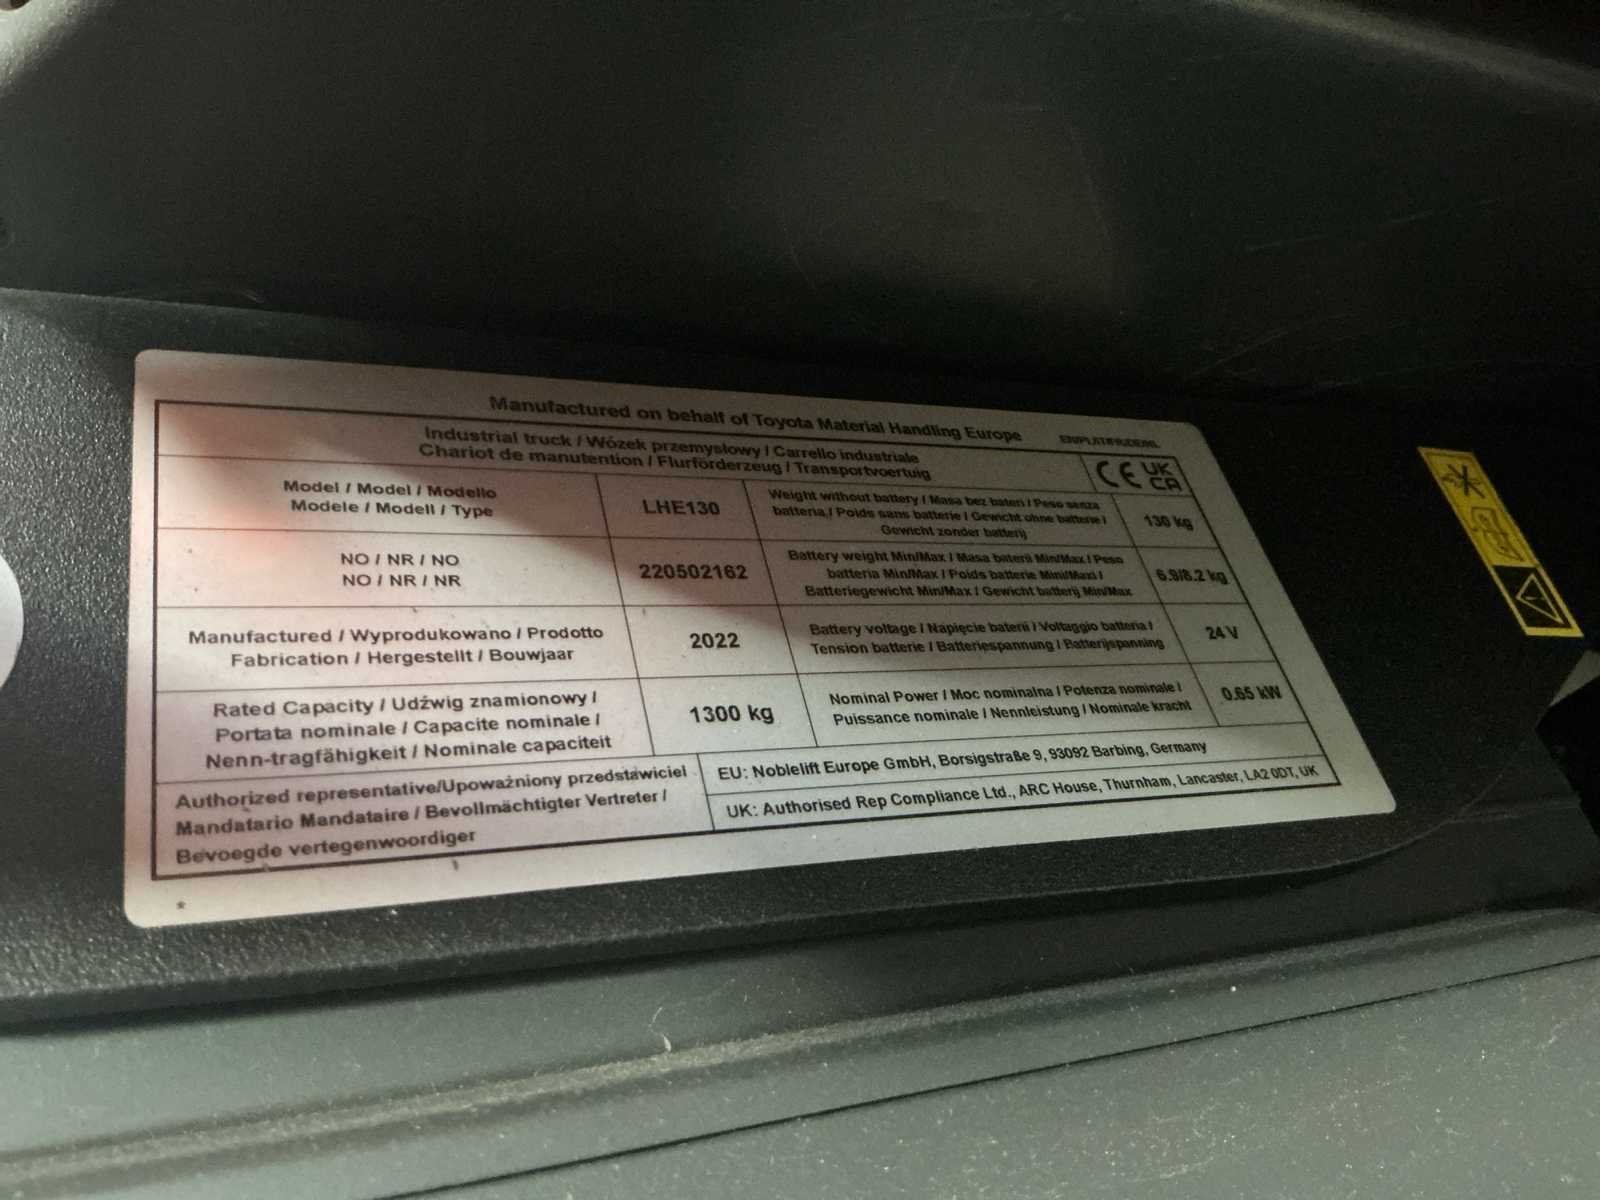 Manufactured on behalf of Toyota Material Handling Europe
Industrial truck / Wózek przemysłowy / Carrello industriale
Chariot de manutention / Flurförderzeug / Transportvoertuig
CE UK
CA
Model / Model / Modello
Modele / Modell / Type
LHE130
Weight without battery / Masa bez bateri / Peso senza
batteria / Poids sans batterie / Gewicht ohne batterie /
Gewicht zonder batterij
130 kg
NO / NR / NO
NO / NR / NR
220502162
Battery weight Min/Max / Masa baterii Min/Max / Peso
batteria Min/Max / Poids batterie Mini/Maxi /
Batteriegewicht Min/Max / Gewicht batterij Min/Max
6.9/8.2 kg
Manufactured / Wyprodukowano / Prodotto
Fabrication / Hergestellt / Bouwjaar
2022
Battery voltage / Napięcie baterii / Voltaggio batteria /
Tension batterie / Batteriespannung / Batterijspanning
24 V
Rated Capacity / Udźwig znamionowy /
Portata nominale / Capacite nominale /
Nenn-tragfähigkeit / Nominale capaciteit
1300 kg
Nominal Power / Moc nominalna / Potenza nominale /
Puissance nominale / Nennleistung / Nominale kracht
0.65 kW
Authorized representative/Upoważniony przedstawiciel
Mandatario Mandataire / Bevollmächtigter Vertreter /
Bevoegde vertegenwoordiger
EU: Noblelift Europe GmbH, Borsigstraße 9, 93092 Barbing, Germany
UK: Authorised Rep Compliance Ltd., ARC House, Thurnham, Lancaster, LA2 0DT, UK
*